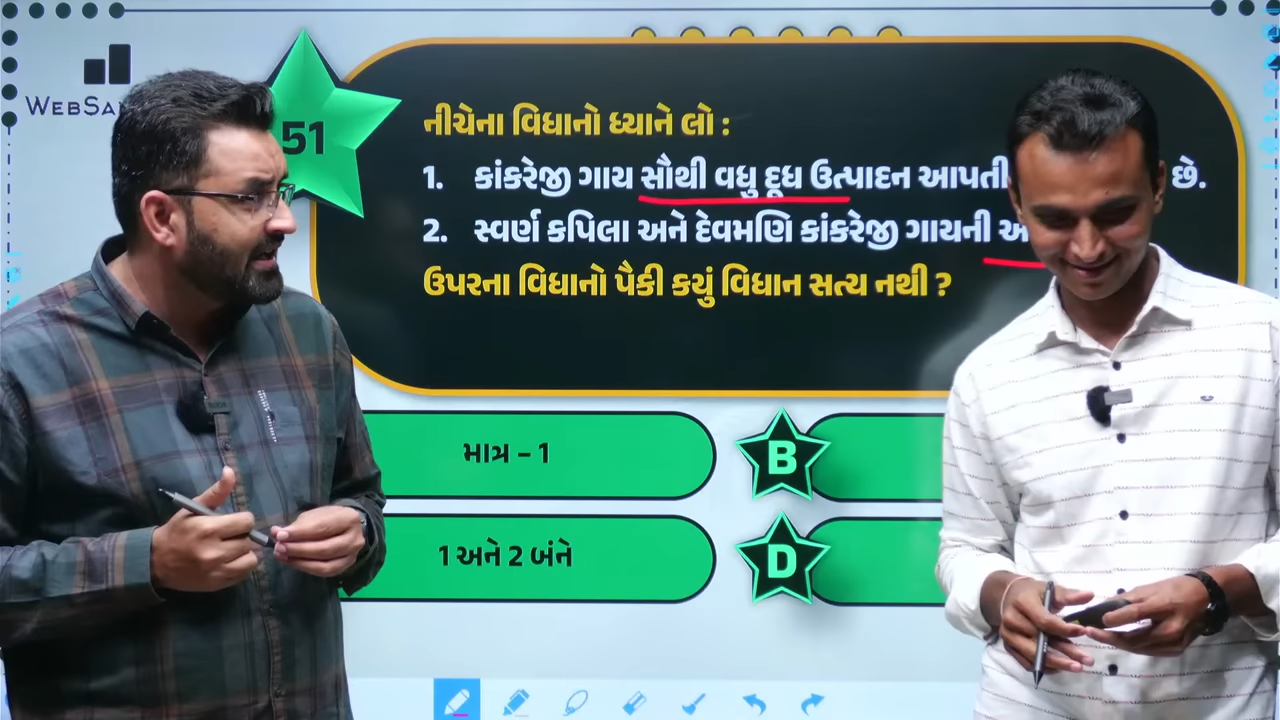 WEBSA
51
નીચેના વિધાનો ધ્યાને લો :
1. કાંકરેજી ગાય સૌથી વધુ દૂધ ઉત્પાદન આપતી છે.
2. સ્વર્ણ કપિલા અને દેવમણિ કાંકરેજી ગાયની
ઉપરના વિધાનો પૈકી કયું વિધાન સત્ય નથી ?
માત્ર – 1
B
1 અને 2 બંને
D